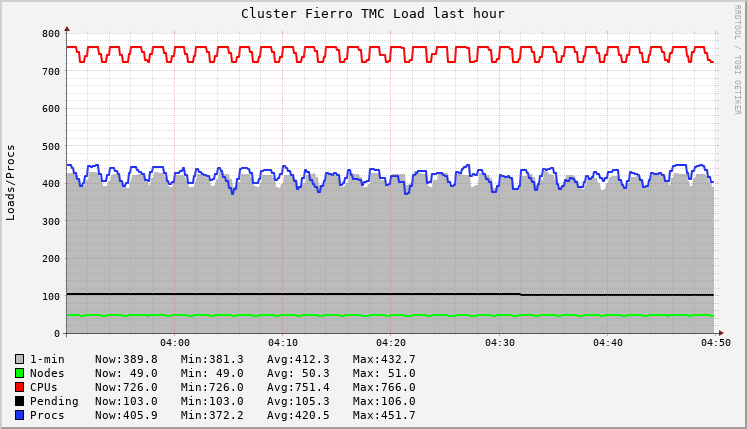 Cluster Fierro TMC Load last hour
RRDTOOL / TOBI OETIKER
Loads/Procs
800
700
600
500
400
300
200
100
0
04:00 04:10 04:20 04:30 04:40 04:50
1-min Now:389.8 Min:381.3 Avg:412.3 Max:432.7
Nodes Now: 49.0 Min: 49.0 Avg: 50.3 Max: 51.0
CPUs Now:726.0 Min:726.0 Avg:751.4 Max:766.0
Pending Now:103.0 Min:103.0 Avg:105.3 Max:106.0
Procs Now:405.9 Min:372.2 Avg:420.5 Max:451.7